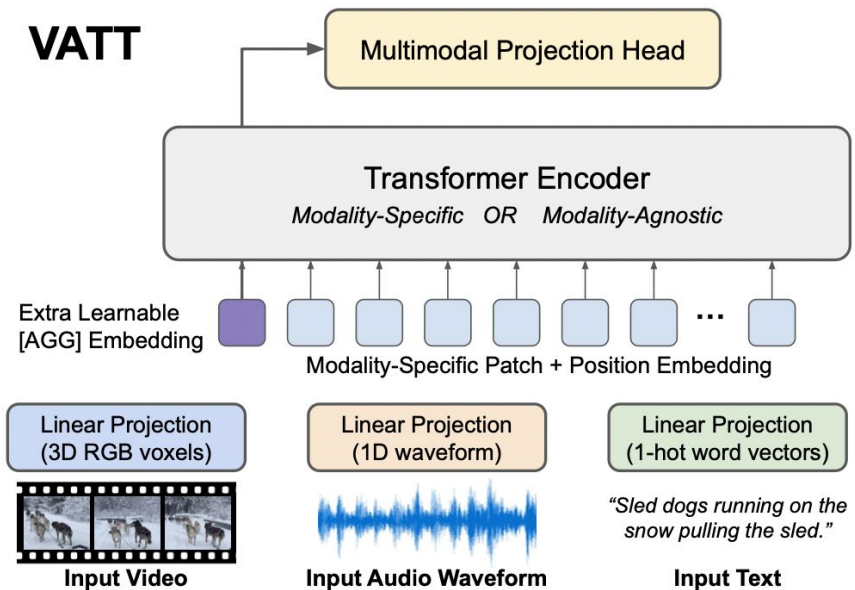 VATT
Multimodal Projection Head
Transformer Encoder
Modality-Specific OR Modality-Agnostic
Extra Learnable
[AGG] Embedding
...
Modality-Specific Patch + Position Embedding
Linear Projection
(3D RGB voxels)
Linear Projection
(1D waveform)
Linear Projection
(1-hot word vectors)
“Sled dogs running on the
snow pulling the sled.”
Input Video
Input Audio Waveform
Input Text